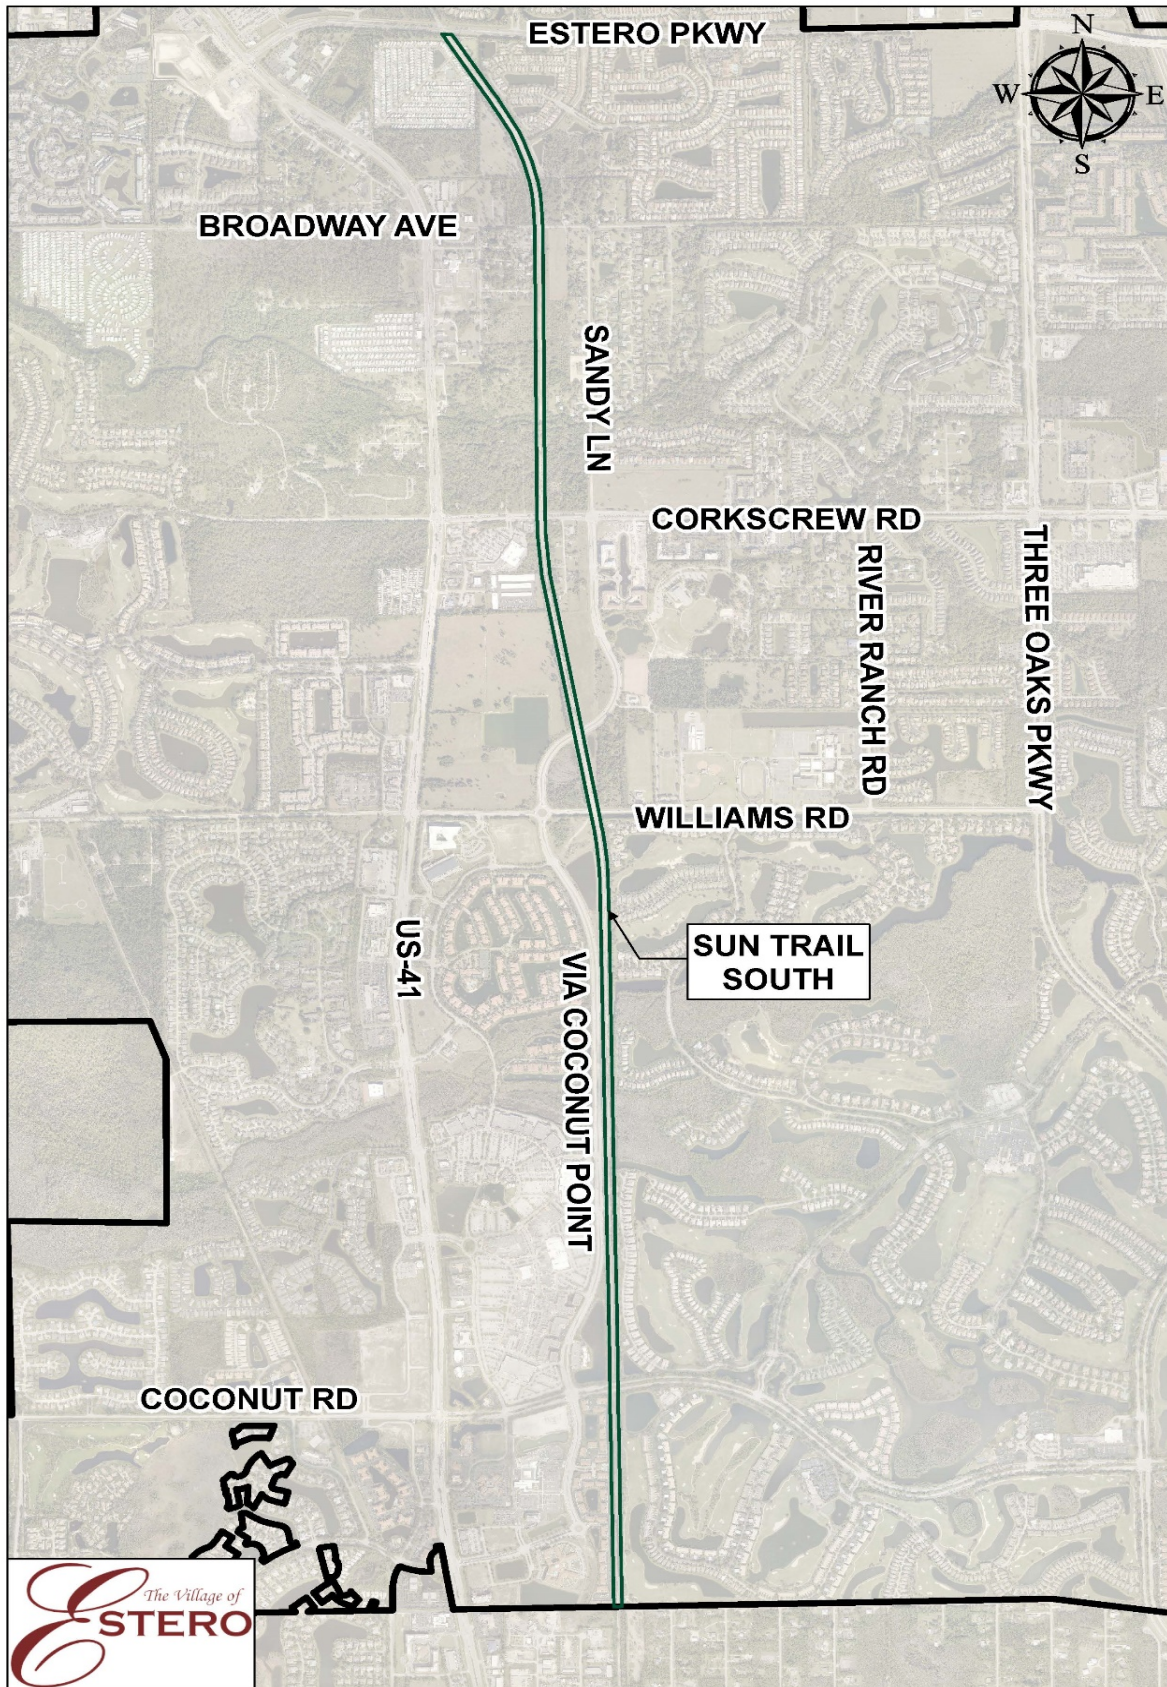 ESTERO PKWY
N
W
E
S
BROADWAY AVE
SANDY LN
CORKSCREW RD
RIVER RANCH RD
THREE OAKS PKWY
WILLIAMS RD
US-41
SUN TRAIL
SOUTH
VIA COCONUT POINT
COCONUT RD
The Village of
ESTERO